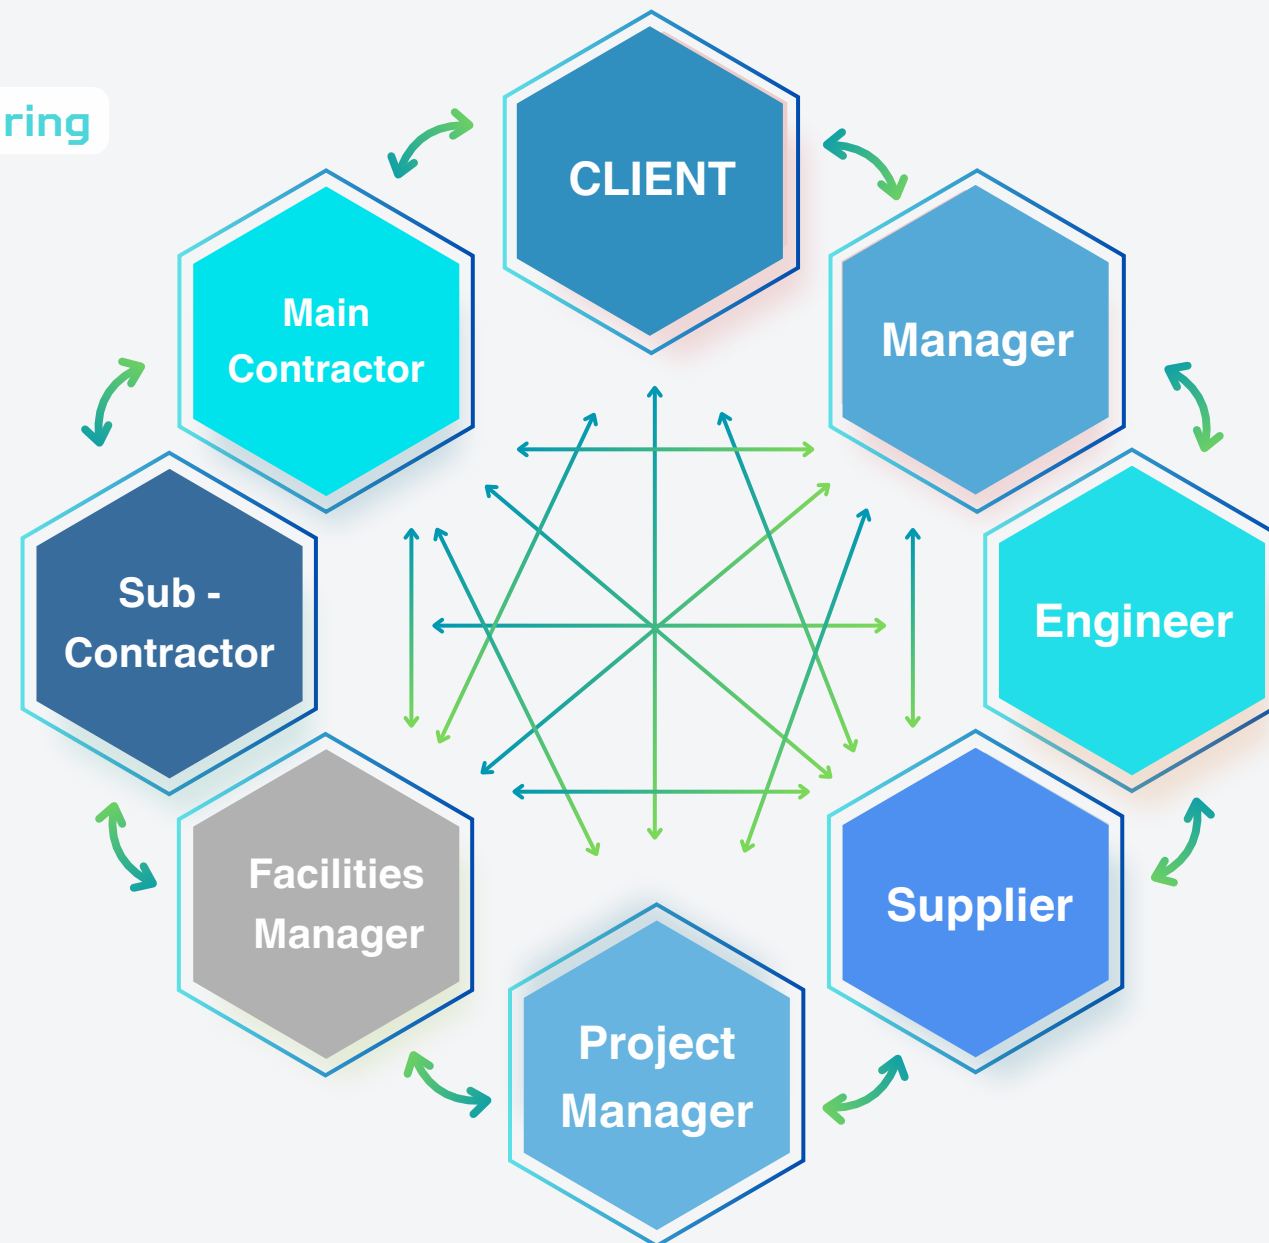 ring
CLIENT
Manager
Main
Contractor
Engineer
Sub -
Contractor
Supplier
Facilities
Manager
Project
Manager